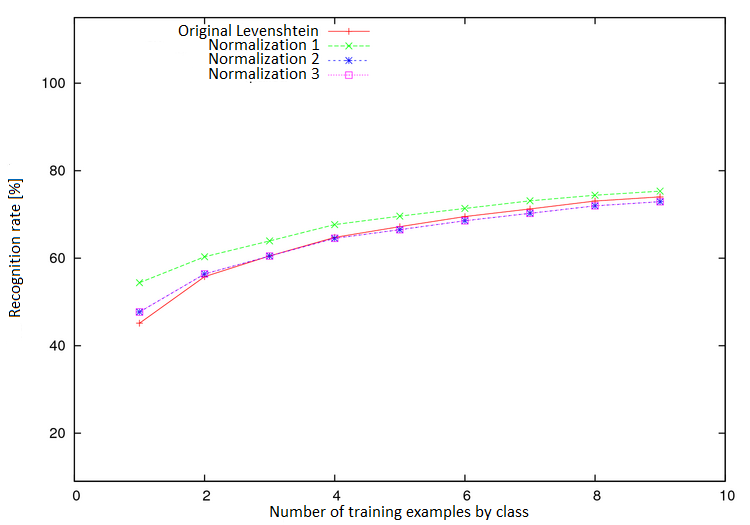 Original Levenshtein
Normalization 1
Normalization 2
Normalization 3
100
80
60
40
20
Recognition rate [%]
0 2 4 6 8 10
Number of training examples by class